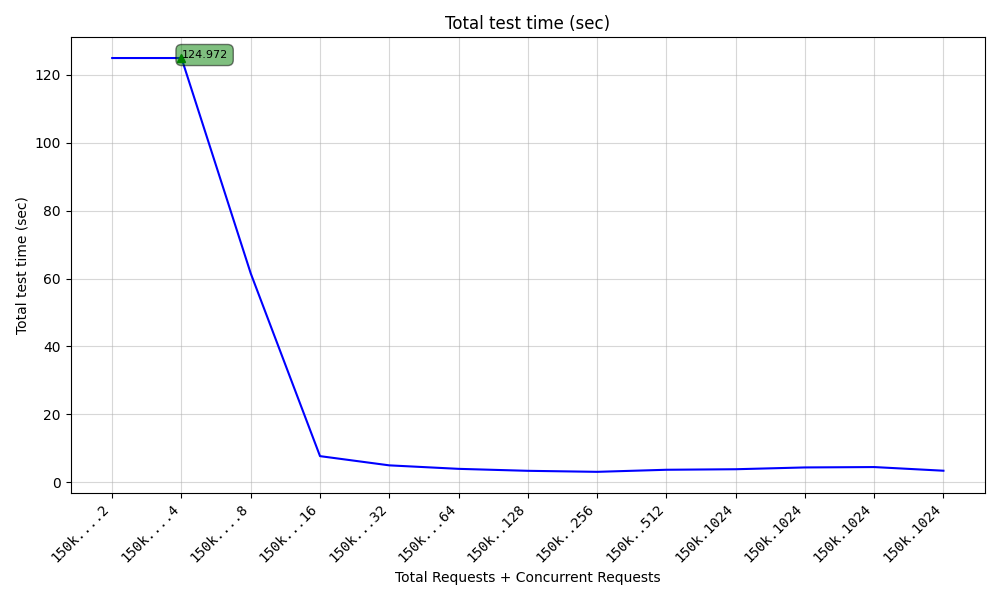 Total test time (sec)
124.972
120
100
80
60
40
20
0
Total test time (sec)
150k....2
150k....4
150k....8
150k...16
150k...32
150k...64
150k..128
150k..256
150k..512
150k.1024
150k.1024
150k.1024
150k.1024
Total Requests + Concurrent Requests